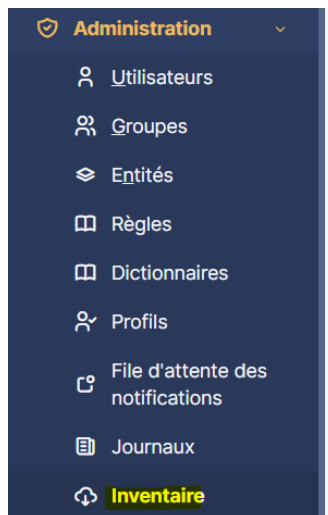 Administration
Utilisateurs
Groupes
Entités
Règles
Dictionnaires
Profils
File d'attente des
notifications
Journaux
Inventaire